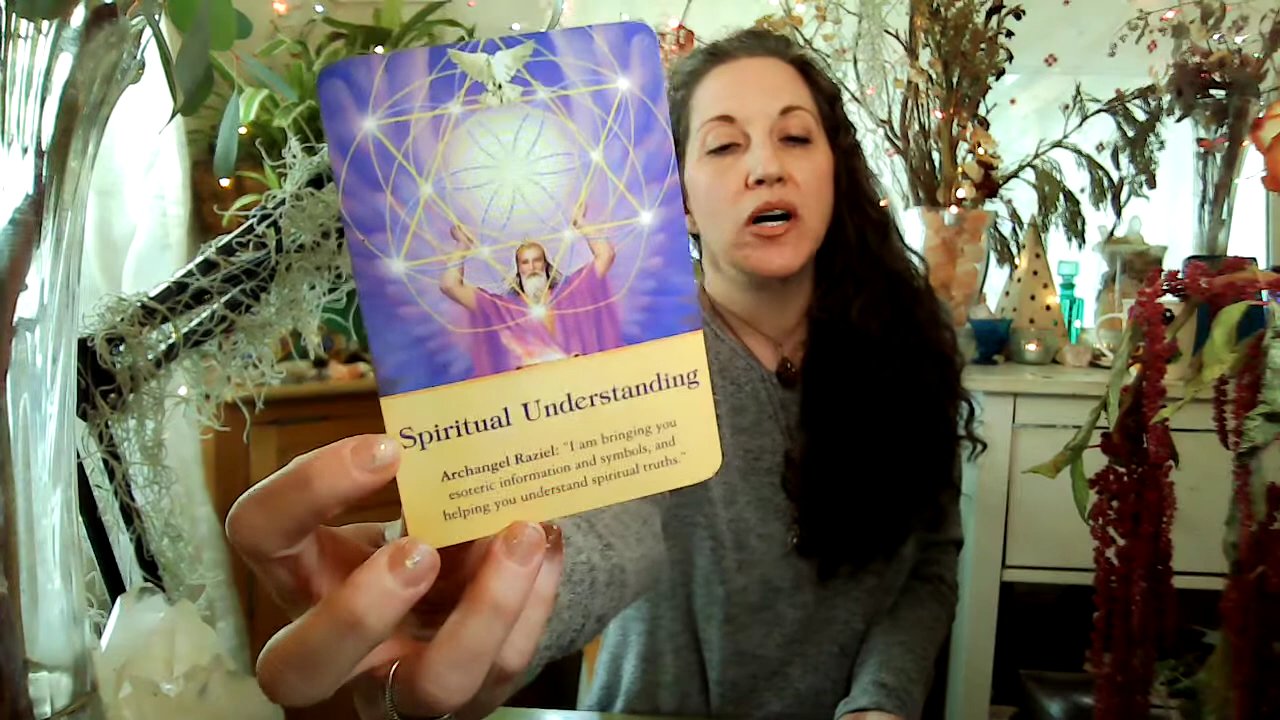 Spiritual Understanding
Archangel Raziel: "I am bringing you
esoteric information and symbols, and
helping you understand spiritual truths."